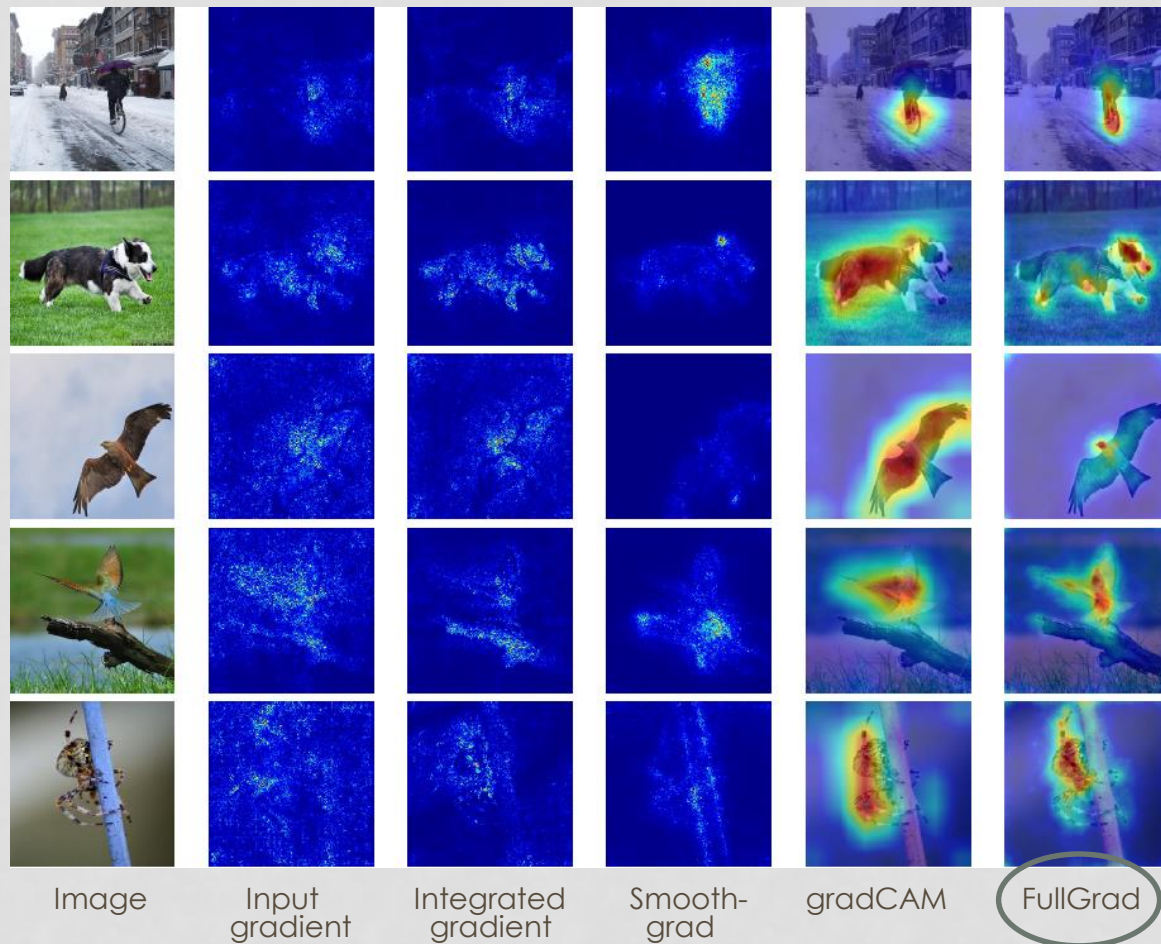 Image
Input
gradient
Integrated
gradient
Smooth-
grad
gradCAM
FullGrad